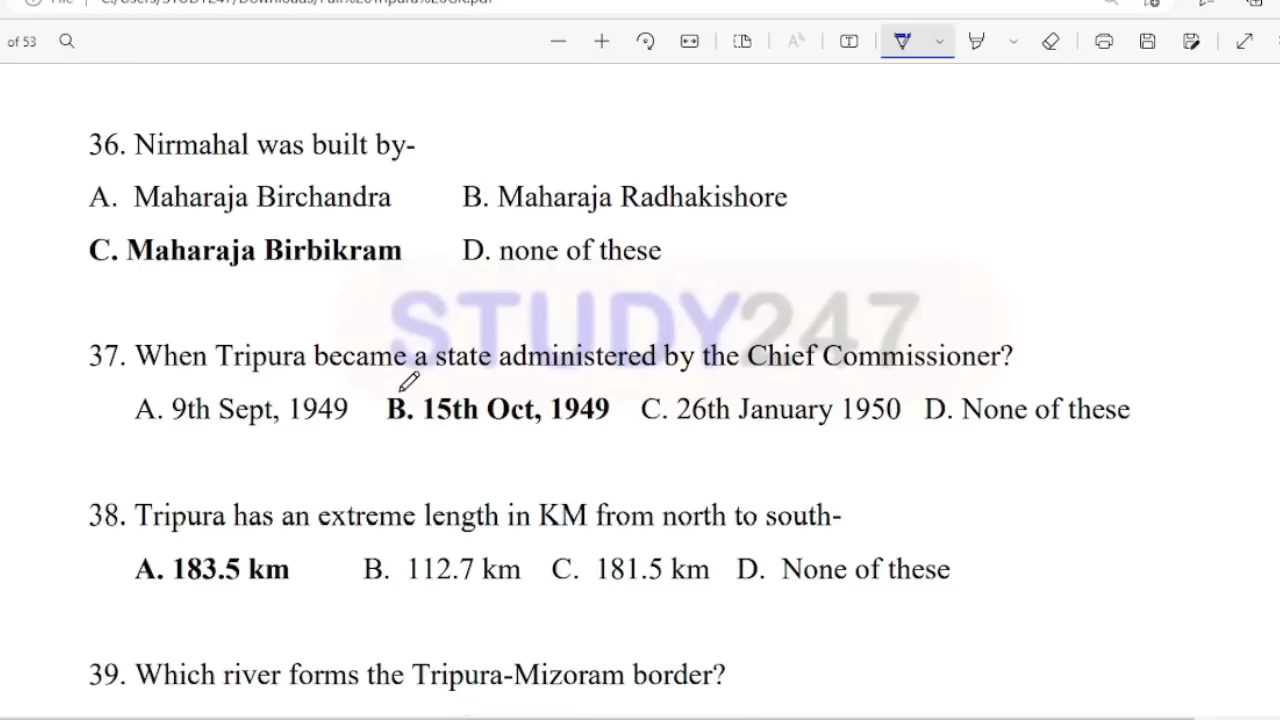 of 53
36. Nirmahal was built by-
A. Maharaja Birchandra B. Maharaja Radhakishore
C. Maharaja Birbikram D. none of these
STUDY247
37. When Tripura became a state administered by the Chief Commissioner?
A. 9th Sept, 1949 B. 15th Oct, 1949 C. 26th January 1950 D. None of these
38. Tripura has an extreme length in KM from north to south-
A. 183.5 km B. 112.7 km C. 181.5 km D. None of these
39. Which river forms the Tripura-Mizoram border?